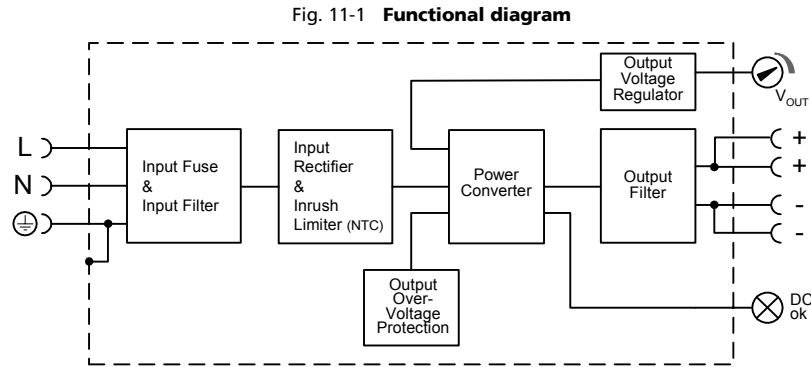 Fig. 11-1 Functional diagram
Output
Voltage
Regulator
V OUT
L
N
Input Fuse
&
Input Filter
Input
Rectifier
&
Inrush
Limiter (NTC)
Power
Converter
Output
Filter
+
+
-
-
Output
Over-
Voltage
Protection
DC
ok